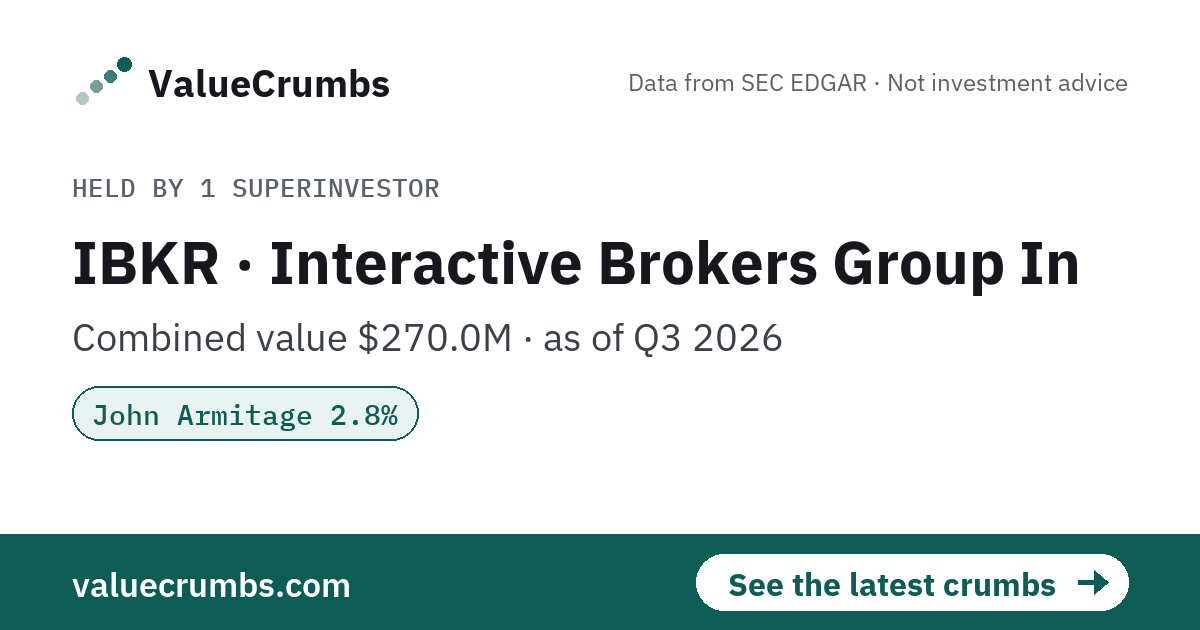 ValueCrumbs
Data from SEC EDGAR · Not investment advice
HELD BY 1 SUPERINVESTOR
IBKR · Interactive Brokers Group In
Combined value $270.0M · as of Q3 2026
John Armitage 2.8%
valuecrumbs.com
See the latest crumbs